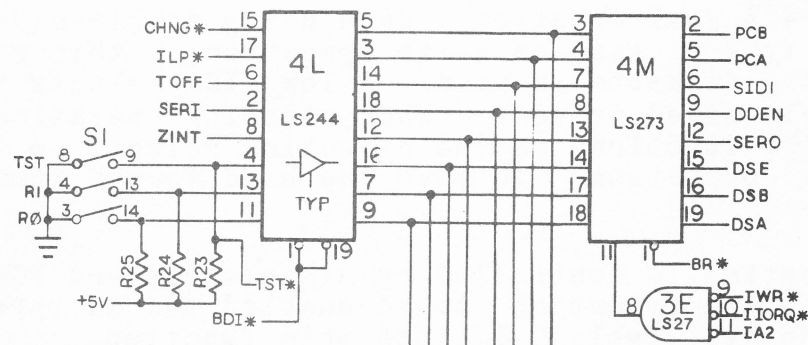 CHNG* 15 5 3 2 PCB
ILP* 17 4L 3 4 4M 5 PCA
TOFF 6 14 7 6 SIDI
SERI 2 LS244 18 8 LS273 9 DDEN
ZINT 8 12 13 12 SERO
S1
TST 8 9 4 16 14 15 DSE
R1 4 13 13 TYP 7 17 16 DSB
RØ 3 14 11 9 18 19 DSA
1 19 11 1
R25 R24 R23
TST*
BR*
+5V
BDI*
8 3E 9 IWR*
LS27 10 IIORQ*
11 IA2